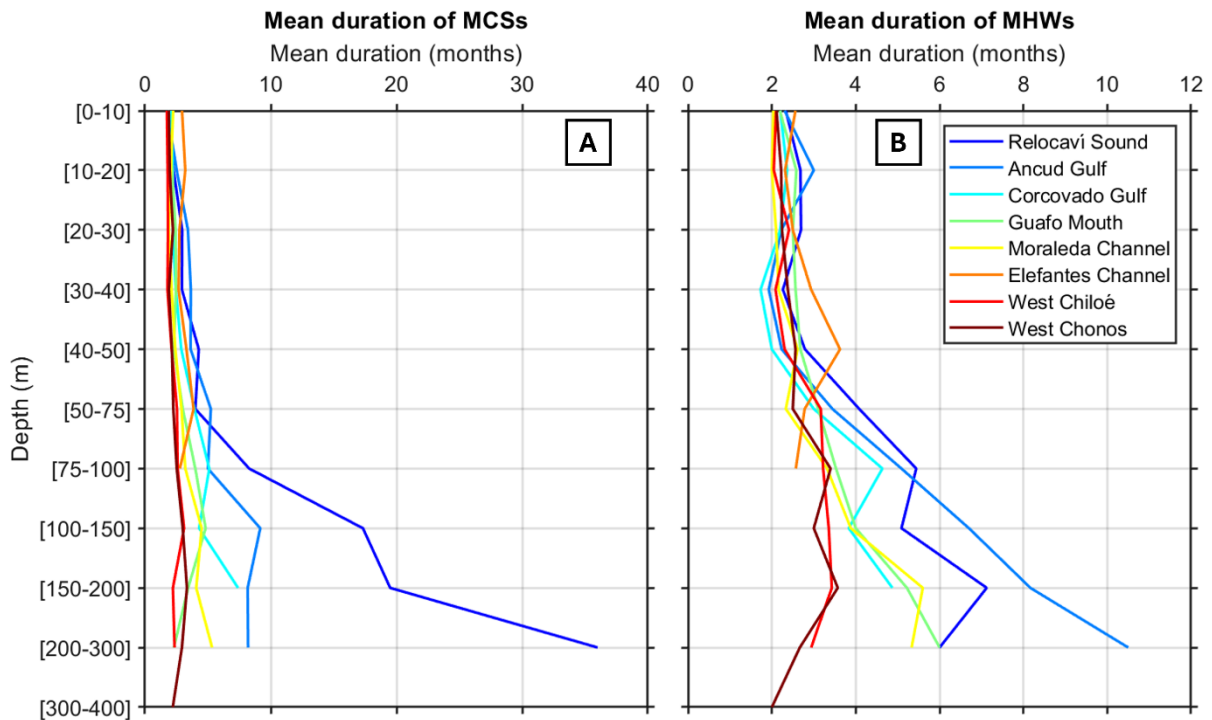 Mean duration of MCSs
Mean duration (months)
0 10 20 30 40
Mean duration of MHWs
Mean duration (months)
0 2 4 6 8 10 12
Depth (m)
[0-10]
[10-20]
[20-30]
[30-40]
[40-50]
[50-75]
[75-100]
[100-150]
[150-200]
[200-300]
[300-400]
A
B
Relocaví Sound
Ancud Gulf
Corcovado Gulf
Guafo Mouth
Moraleda Channel
Elefantes Channel
West Chiloé
West Chonos